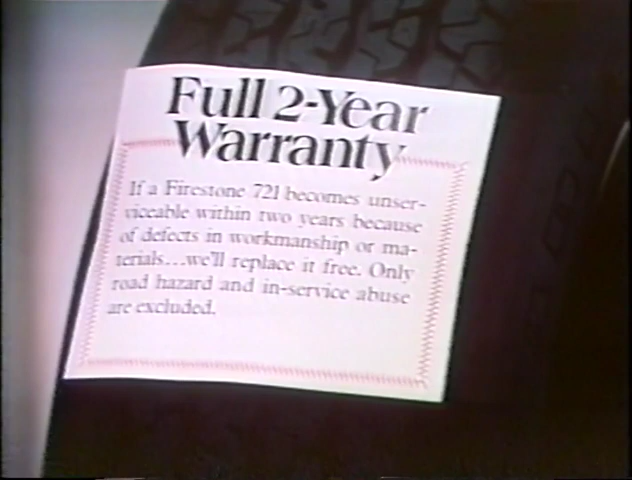 Full 2-Year
Warranty
If a Firestone 721 becomes unser-
viceable within two years because
of defects in workmanship or ma-
terials...we'll replace it free. Only
road hazard and in-service abuse
are excluded.